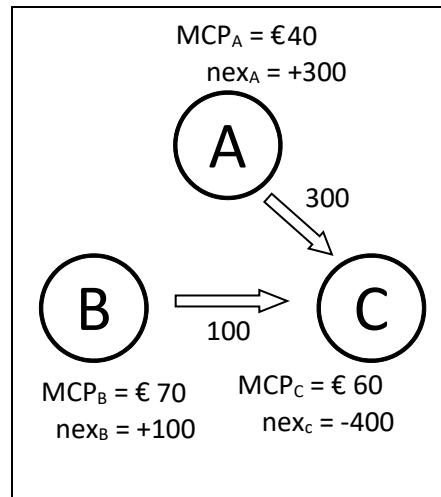 MCP_A = €40
nex_A = +300
A
300
B
C
100
MCP_B = € 70
nex_B = +100
MCP_C = € 60
nex_c = -400